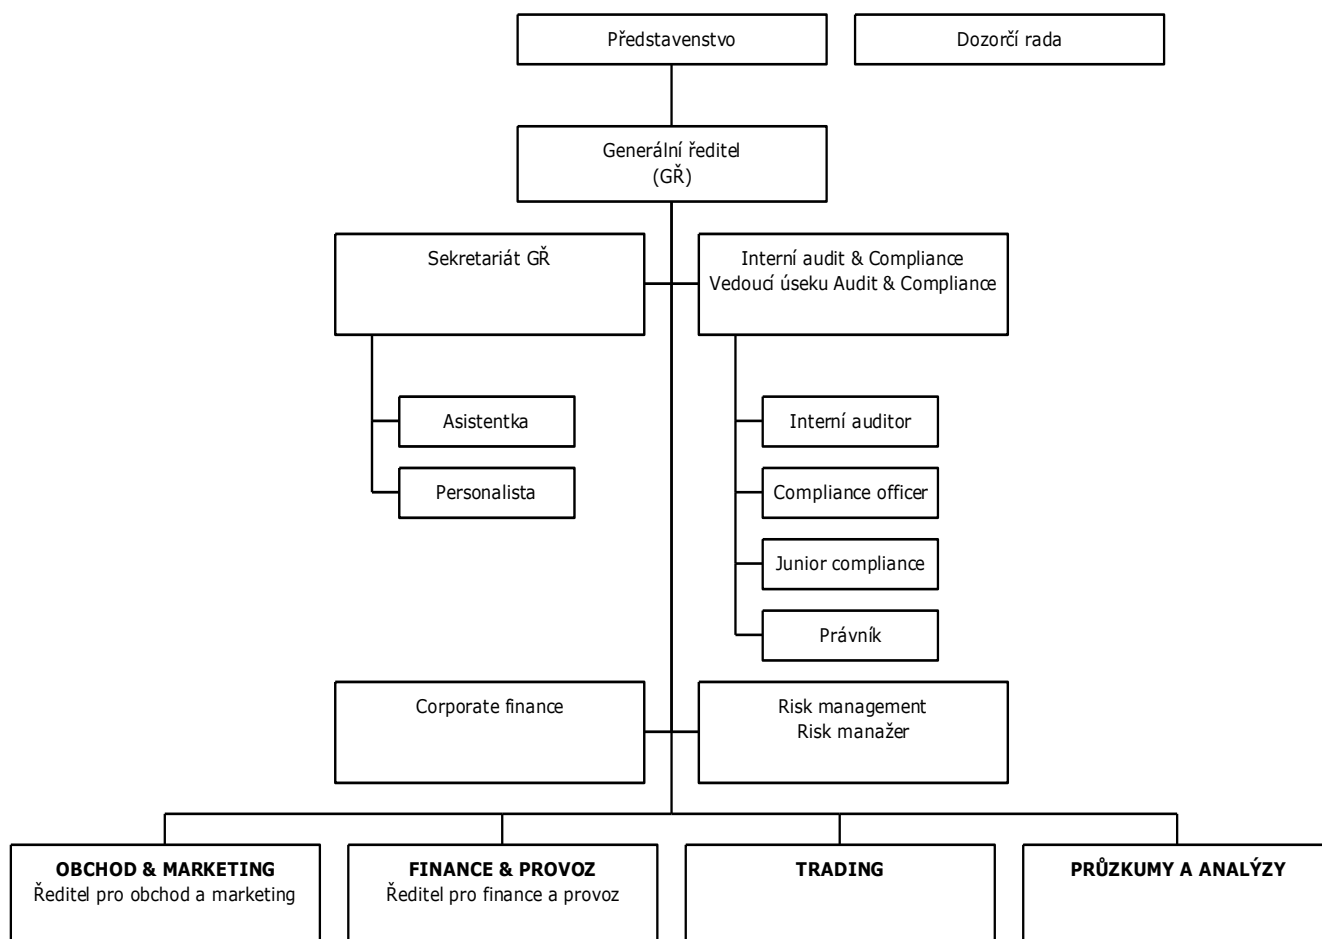 Představenstvo
Dozorčí rada
Generální ředitel
(GŘ)
Sekretariát GŘ
Interní audit & Compliance
Vedoucí úseku Audit & Compliance
Asistentka
Personalista
Interní auditor
Compliance officer
Junior compliance
Právník
Corporate finance
Risk management
Risk manažer
OBCHOD & MARKETING
Ředitel pro obchod a marketing
FINANCE & PROVOZ
Ředitel pro finance a provoz
TRADING
PRŮZKUMY A ANALÝZY